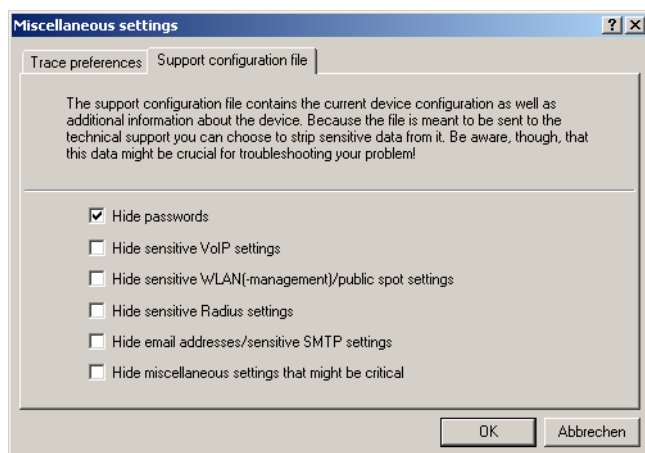 Miscellaneous settings
Trace preferences
Support configuration file
The support configuration file contains the current device configuration as well as
additional information about the device. Because the file is meant to be sent to the
technical support you can choose to strip sensitive data from it. Be aware, though, that
this data might be crucial for troubleshooting your problem!
Hide passwords
Hide sensitive VoIP settings
Hide sensitive WLAN(-management)/public spot settings
Hide sensitive Radius settings
Hide email addresses/sensitive SMTP settings
Hide miscellaneous settings that might be critical
OK
Abbrechen